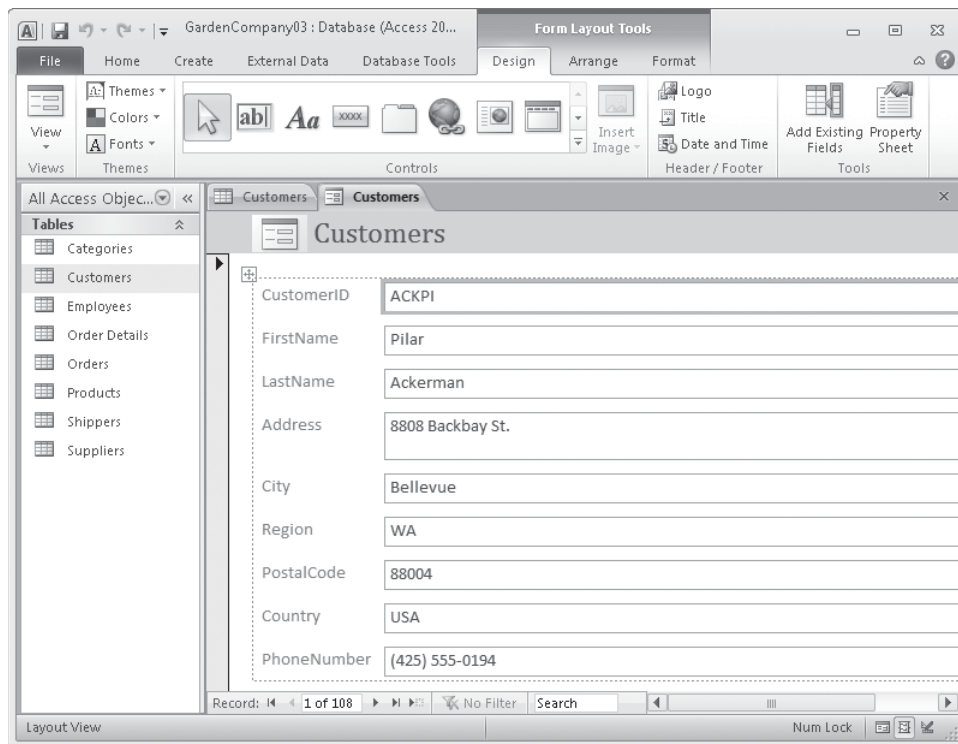 GardenCompany03 : Database (Access 20...
Form Layout Tools
File Home Create External Data Database Tools Design Arrange Format
View
Views
Themes
Colors
Fonts
Themes
ab|
Aa
xxxx
Controls
Insert Image
Logo
Title
Date and Time
Header / Footer
Add Existing Fields
Property Sheet
Tools
All Access Objec...
Tables
Categories
Customers
Employees
Order Details
Orders
Products
Shippers
Suppliers
Customers Customers
Customers
CustomerID ACKPI
FirstName Pilar
LastName Ackerman
Address 8808 Backbay St.
City Bellevue
Region WA
PostalCode 88004
Country USA
PhoneNumber (425) 555-0194
Record: 1 of 108 No Filter Search
Layout View Num Lock